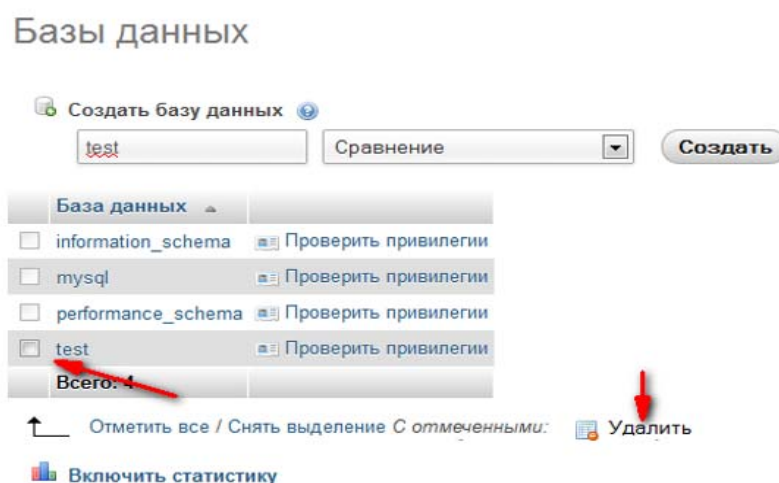 Базы данных
Создать базу данных
test Сравнение Создать
База данных
information_schema Проверить привилегии
mysql Проверить привилегии
performance_schema Проверить привилегии
test Проверить привилегии
Всего: 4
Отметить все / Снять выделение С отмеченными: Удалить
Включить статистику